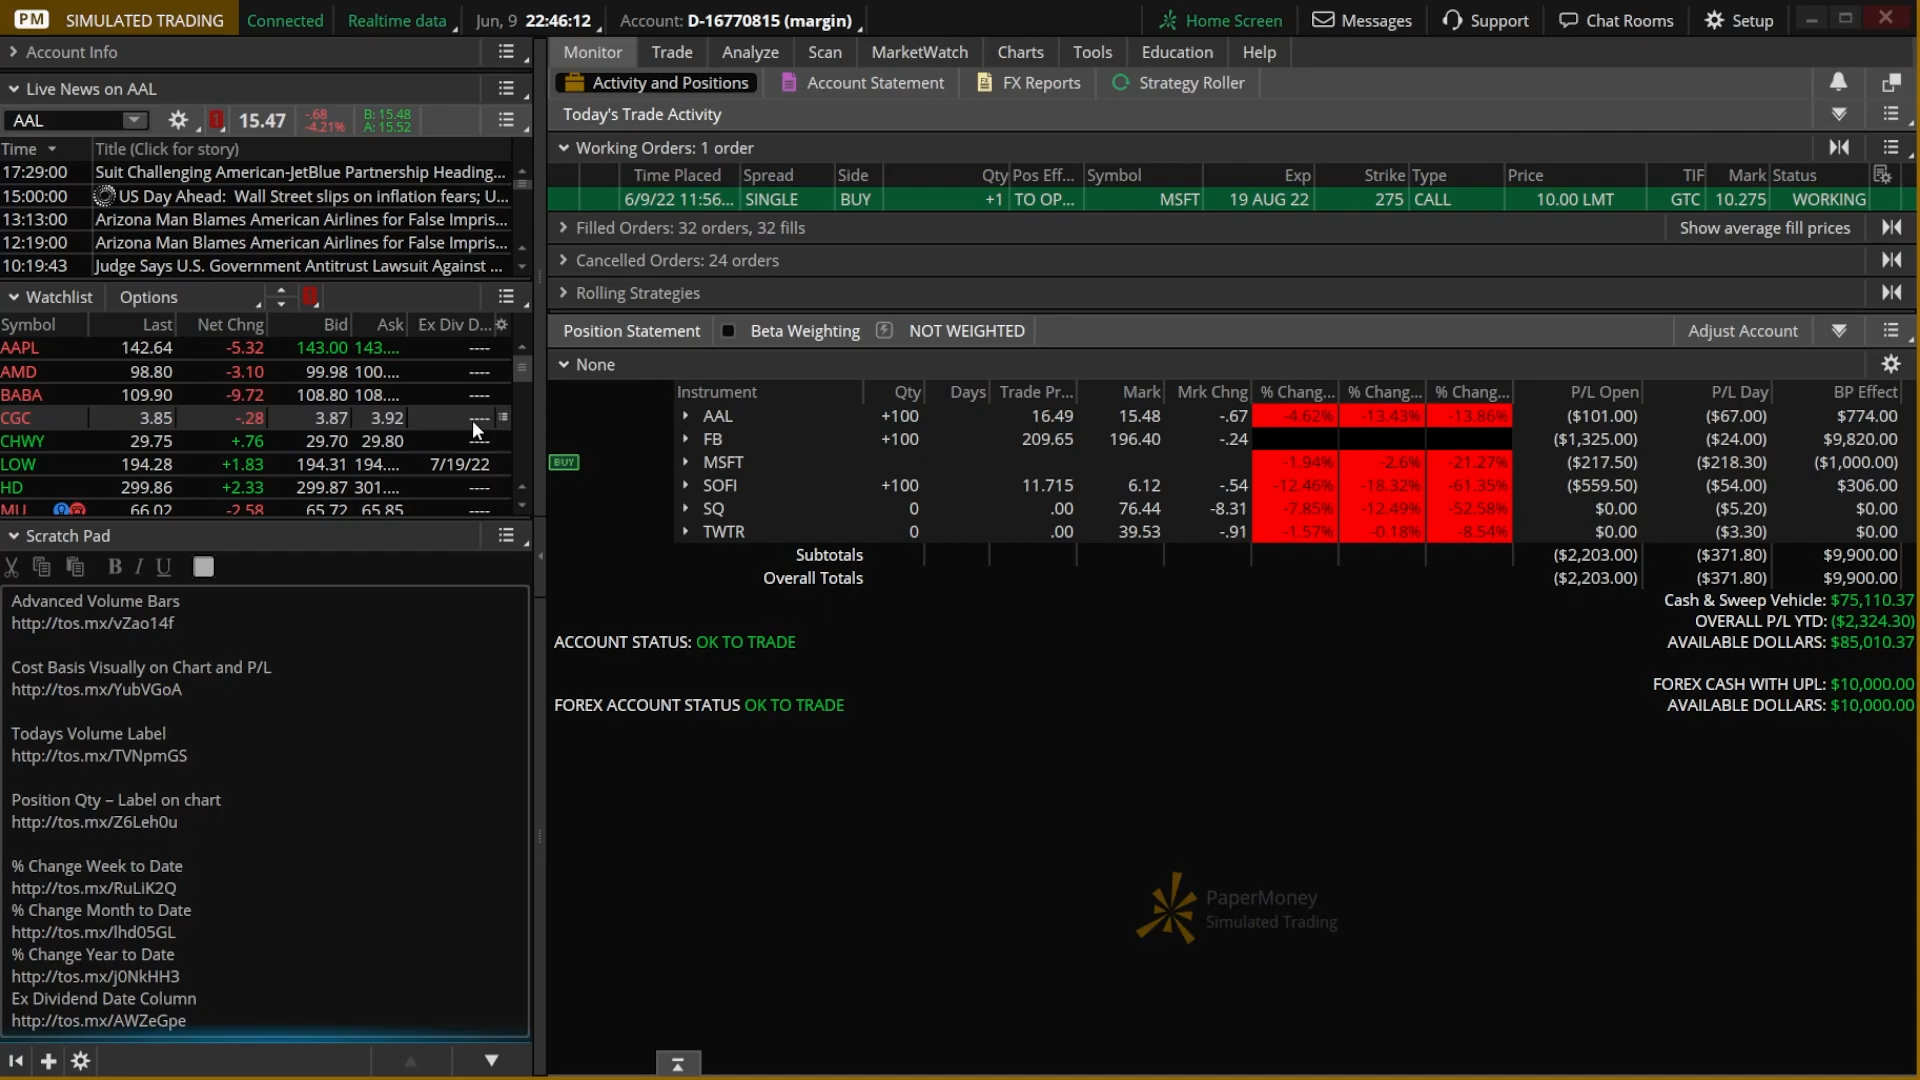 PM SIMULATED TRADING Connected Realtime data Jun, 9 22:46:12 Account: D-16770815 (margin) Home Screen Messages Support Chat Rooms Setup
Account Info
Live News on AAL
AAL 1 15.47 -.68 -4.21% B: 15.48 A: 15.52
Time Title (Click for story)
17:29:00 Suit Challenging American-JetBlue Partnership Heading...
15:00:00 US Day Ahead: Wall Street slips on inflation fears; U...
13:13:00 Arizona Man Blames American Airlines for False Impris...
12:19:00 Arizona Man Blames American Airlines for False Impris...
10:19:43 Judge Says U.S. Government Antitrust Lawsuit Against ...
Watchlist Options
Symbol Last Net Chng Bid Ask Ex Div D...
AAPL 142.64 -5.32 143.00 143.... ----
AMD 98.80 -3.10 99.98 100.... ----
BABA 109.90 -9.72 108.80 108.... ----
CGC 3.85 -.28 3.87 3.92 ----
CHWY 29.75 +.76 29.70 29.80 ----
LOW 194.28 +1.83 194.31 194.... 7/19/22
HD 299.86 +2.33 299.87 301.... ----
MU 66.02 -2.58 65.72 65.85 ----
Scratch Pad
B I U
Advanced Volume Bars
http://tos.mx/vZao14f
Cost Basis Visually on Chart and P/L
http://tos.mx/YubVGoA
Todays Volume Label
http://tos.mx/TVNpmGS
Position Qty – Label on chart
http://tos.mx/Z6Leh0u
% Change Week to Date
http://tos.mx/RuLiK2Q
% Change Month to Date
http://tos.mx/lhd05GL
% Change Year to Date
http://tos.mx/j0NkHH3
Ex Dividend Date Column
http://tos.mx/AWZeGpe
Monitor Trade Analyze Scan MarketWatch Charts Tools Education Help
Activity and Positions Account Statement FX Reports Strategy Roller
Today's Trade Activity
Working Orders: 1 order
Time Placed Spread Side Qty Pos Eff... Symbol Exp Strike Type Price TIF Mark Status
6/9/22 11:56... SINGLE BUY +1 TO OP... MSFT 19 AUG 22 275 CALL 10.00 LMT GTC 10.275 WORKING
Filled Orders: 32 orders, 32 fills Show average fill prices
Cancelled Orders: 24 orders
Rolling Strategies
Position Statement Beta Weighting NOT WEIGHTED Adjust Account
None
Instrument Qty Days Trade Pr... Mark Mrk Chng % Chang... % Chang... % Chang... P/L Open P/L Day BP Effect
AAL +100 16.49 15.48 -.67 -4.62% -13.43% -13.86% ($101.00) ($67.00) $774.00
FB +100 209.65 196.40 -.24 ($1,325.00) ($24.00) $9,820.00
BUY MSFT -1.94% -2.6% -21.27% ($217.50) ($218.30) ($1,000.00)
SOFI +100 11.715 6.12 -.54 -12.46% -18.32% -61.35% ($559.50) ($54.00) $306.00
SQ 0 .00 76.44 -8.31 -7.85% -12.49% -52.58% $0.00 ($5.20) $0.00
TWTR 0 .00 39.53 -.91 -1.57% -0.18% -8.54% $0.00 ($3.30) $0.00
Subtotals ($2,203.00) ($371.80) $9,900.00
Overall Totals ($2,203.00) ($371.80) $9,900.00
Cash & Sweep Vehicle: $75,110.37
OVERALL P/L YTD: ($2,324.30)
ACCOUNT STATUS: OK TO TRADE AVAILABLE DOLLARS: $85,010.37
FOREX CASH WITH UPL: $10,000.00
FOREX ACCOUNT STATUS OK TO TRADE AVAILABLE DOLLARS: $10,000.00
PaperMoney
Simulated Trading